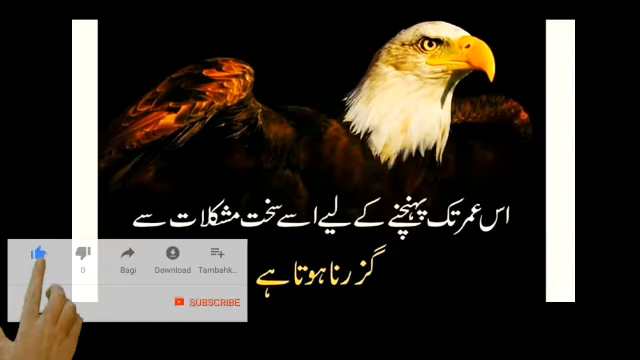 اس عمر تک پہنچنے کے لیے اسے سخت مشکلات سے
گزرنا ہوتا ہے
0 Bagi Download Tambahk...
SUBSCRIBE